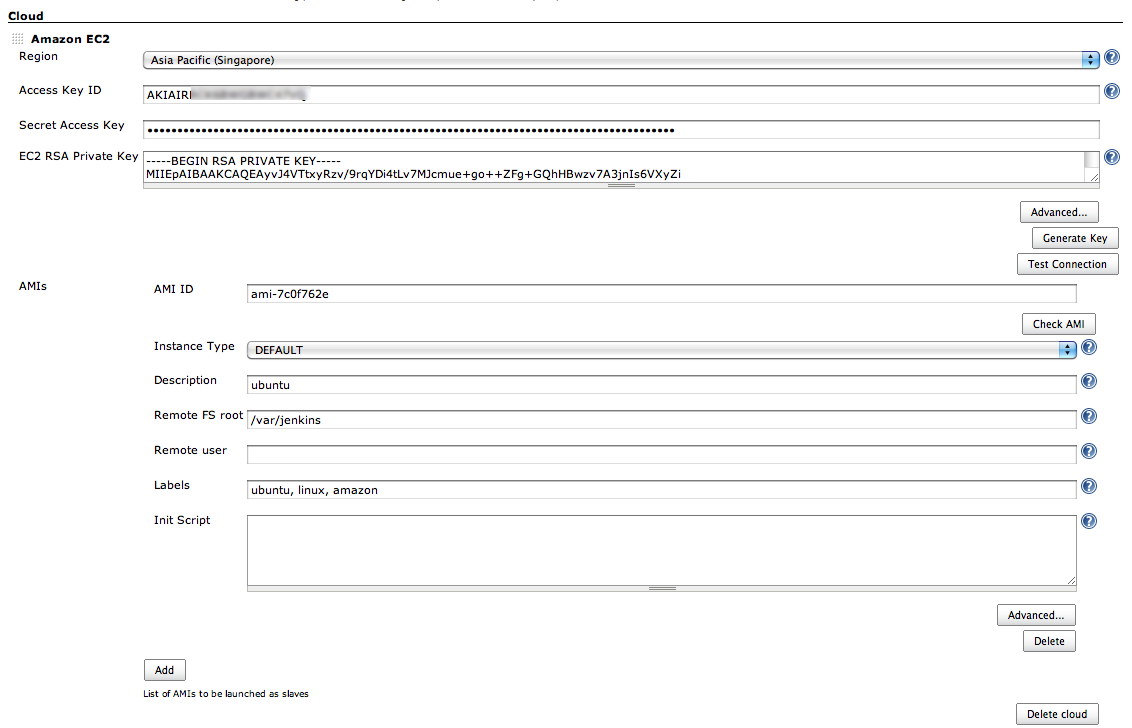 Cloud
Amazon EC2
Region
Asia Pacific (Singapore)
Access Key ID
AKIAIR
Secret Access Key
EC2 RSA Private Key
-----BEGIN RSA PRIVATE KEY-----
MIIEpAIBAAKCAQEAyvJ4VTtxyRzv/9rqYDi4tLv7MJcmue+go++ZFg+GQhHBwzv7A3jnIs6VXyZi
Advanced...
Generate Key
Test Connection
AMIs
AMI ID
ami-7c0f762e
Check AMI
Instance Type
DEFAULT
Description
ubuntu
Remote FS root
/var/jenkins
Remote user
Labels
ubuntu, linux, amazon
Init Script
Advanced...
Delete
Add
List of AMIs to be launched as slaves
Delete cloud